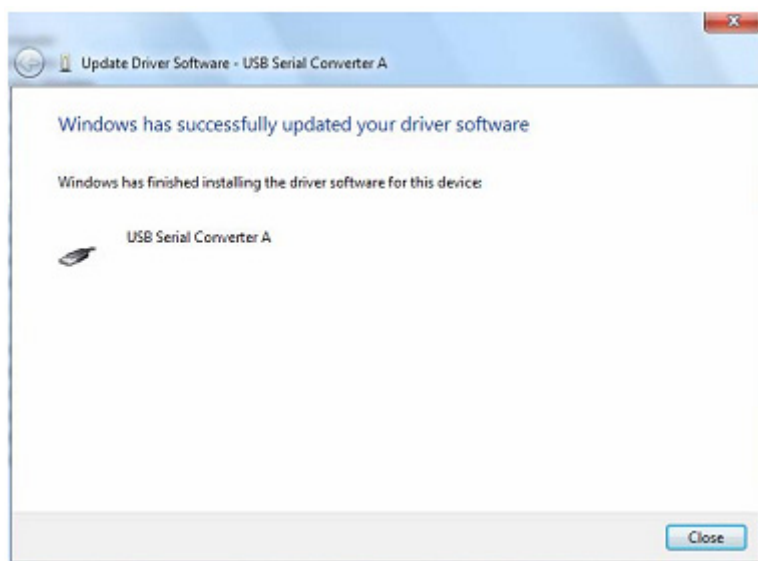 Update Driver Software - USB Serial Converter A
Windows has successfully updated your driver software
Windows has finished installing the driver software for this device:
USB Serial Converter A
Close